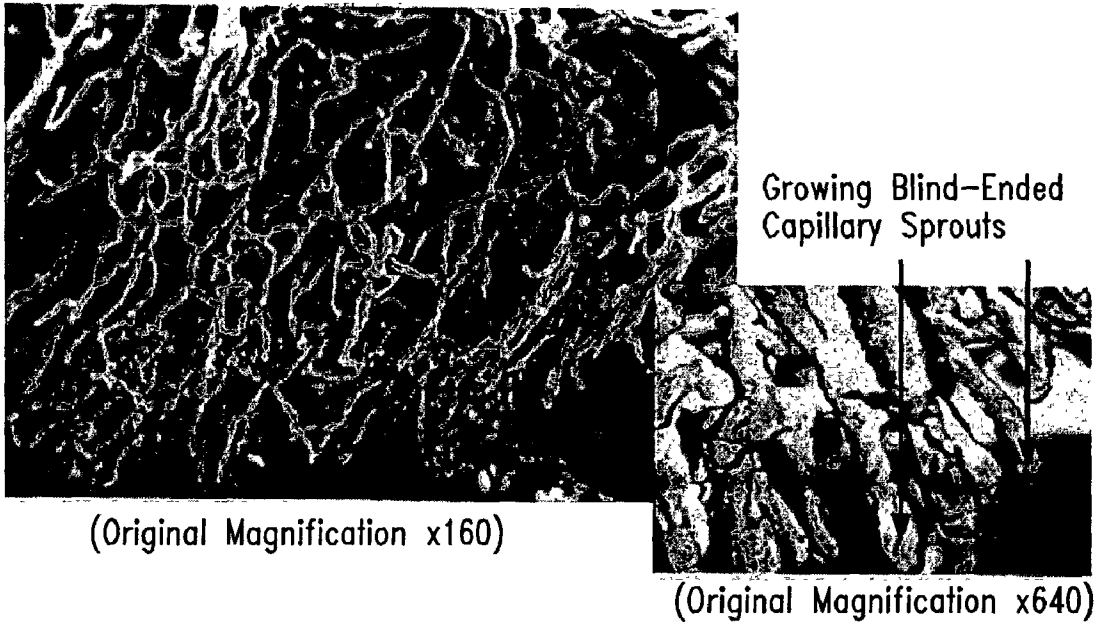 Growing Blind-Ended
Capillary Sprouts
(Original Magnification x160)
(Original Magnification x640)